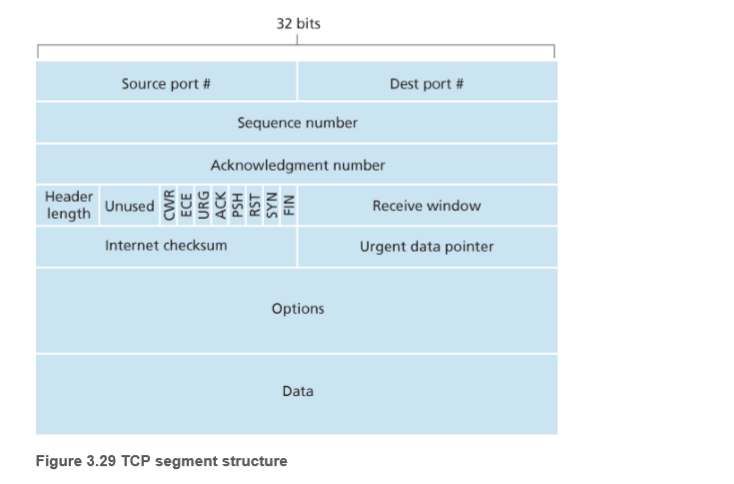 32 bits
Source port # Dest port #
Sequence number
Acknowledgment number
Header length Unused CWR ECE URG ACK PSH RST SYN FIN Receive window
Internet checksum Urgent data pointer
Options
Data
Figure 3.29 TCP segment structure